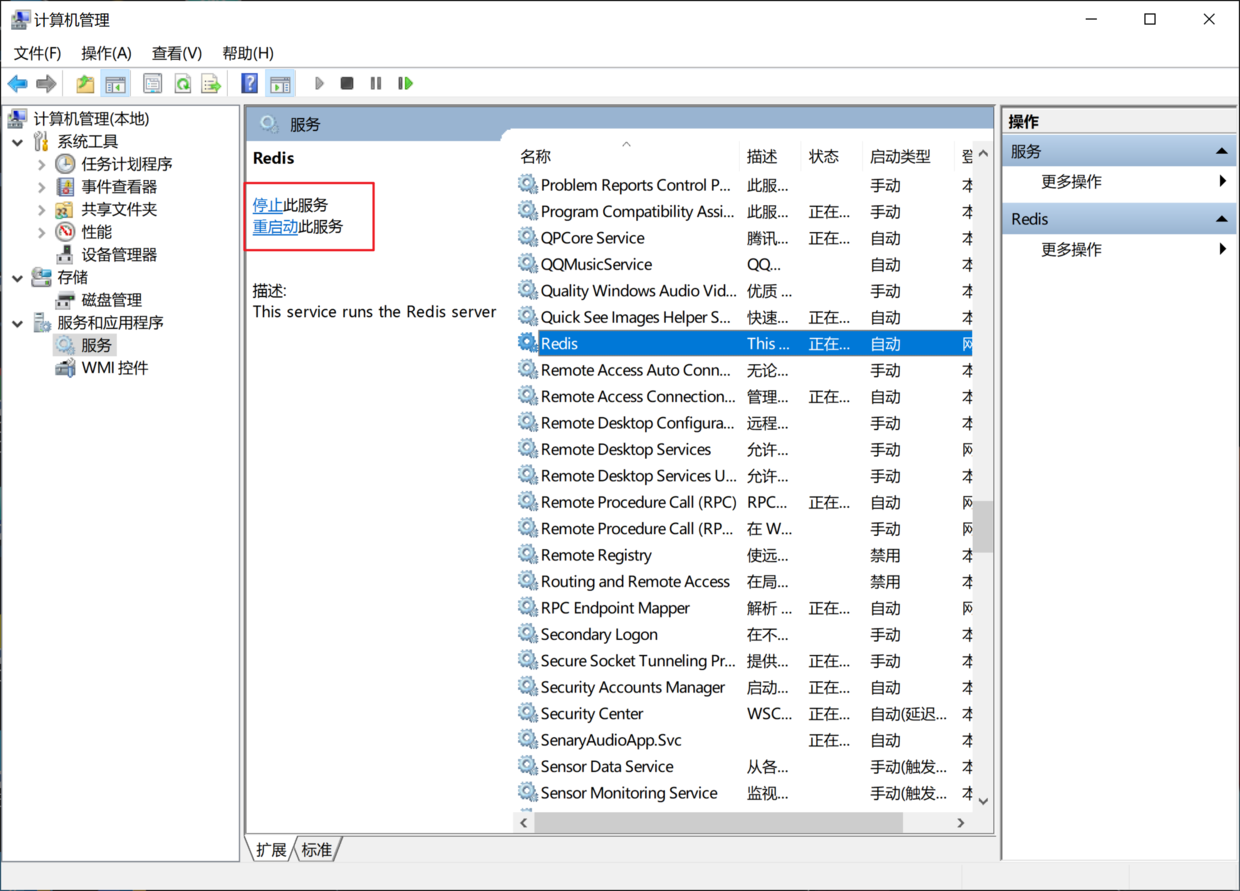 计算机管理
文件(F) 操作(A) 查看(V) 帮助(H)
计算机管理(本地)
系统工具
任务计划程序
事件查看器
共享文件夹
性能
设备管理器
存储
磁盘管理
服务和应用程序
服务
WMI 控件
服务
Redis
停止此服务
重启动此服务
描述:
This service runs the Redis server
名称 描述 状态 启动类型 登
Problem Reports Control P... 此服... 手动 本
Program Compatibility Assi... 此服... 正在... 手动 本
QPCore Service 腾讯... 正在... 自动 本
QQMusicService QQ... 自动 本
Quality Windows Audio Vid... 优质 ... 手动 本
Quick See Images Helper S... 快速... 正在... 自动 本
Redis This ... 正在... 自动 网
Remote Access Auto Conn... 无论... 手动 本
Remote Access Connection... 管理... 正在... 自动 本
Remote Desktop Configura... 远程... 手动 本
Remote Desktop Services 允许... 手动 网
Remote Desktop Services U... 允许... 手动 本
Remote Procedure Call (RPC) RPC... 正在... 自动 网
Remote Procedure Call (RP... 在 W... 手动 网
Remote Registry 使远... 禁用 本
Routing and Remote Access 在局... 禁用 本
RPC Endpoint Mapper 解析 ... 正在... 自动 网
Secondary Logon 在不... 手动 本
Secure Socket Tunneling Pr... 提供... 正在... 手动 本
Security Accounts Manager 启动... 正在... 自动 本
Security Center WSC... 正在... 自动(延迟... 本
SenaryAudioApp.Svc 正在... 自动 本
Sensor Data Service 从各... 手动(触发... 本
Sensor Monitoring Service 监视... 手动(触发... 本
扩展 标准
操作
服务
更多操作
Redis
更多操作